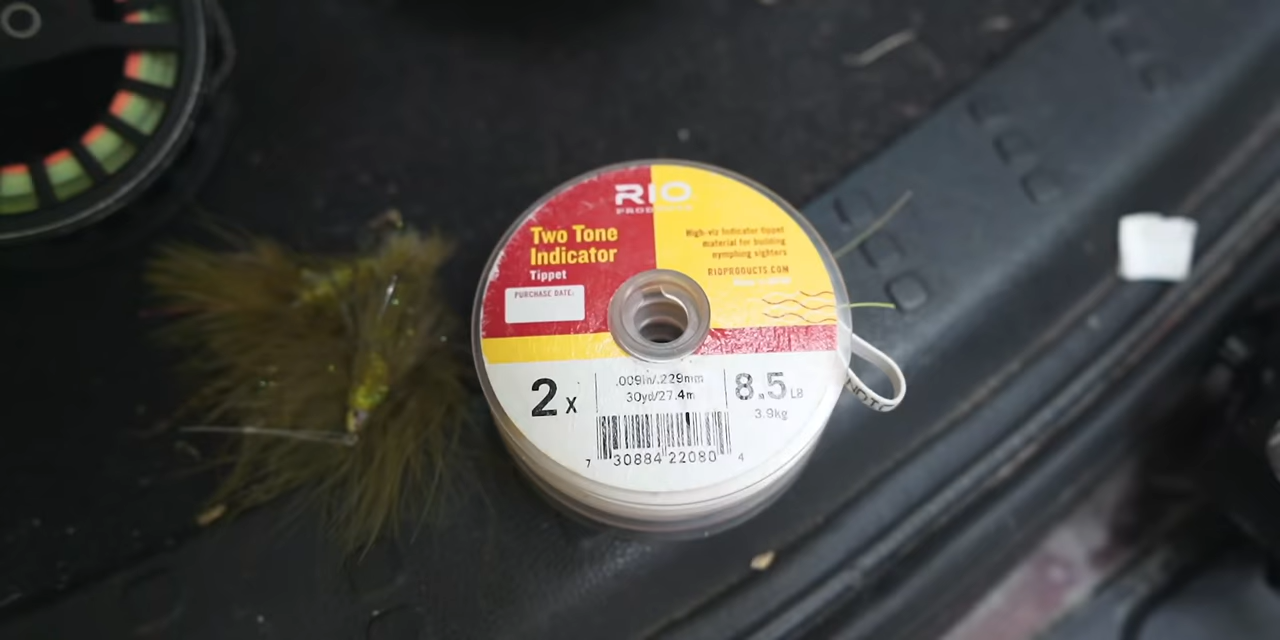 RIO
PRODUCTS
Two Tone
Indicator
Tippet
PURCHASE DATE:
High-viz indicator tippet
material for building
nymphing sighters
RIOPRODUCTS.COM
2x
.009in/.229mm
30yd/27.4m
8.5LB
3.9kg
7 30884 22080 4